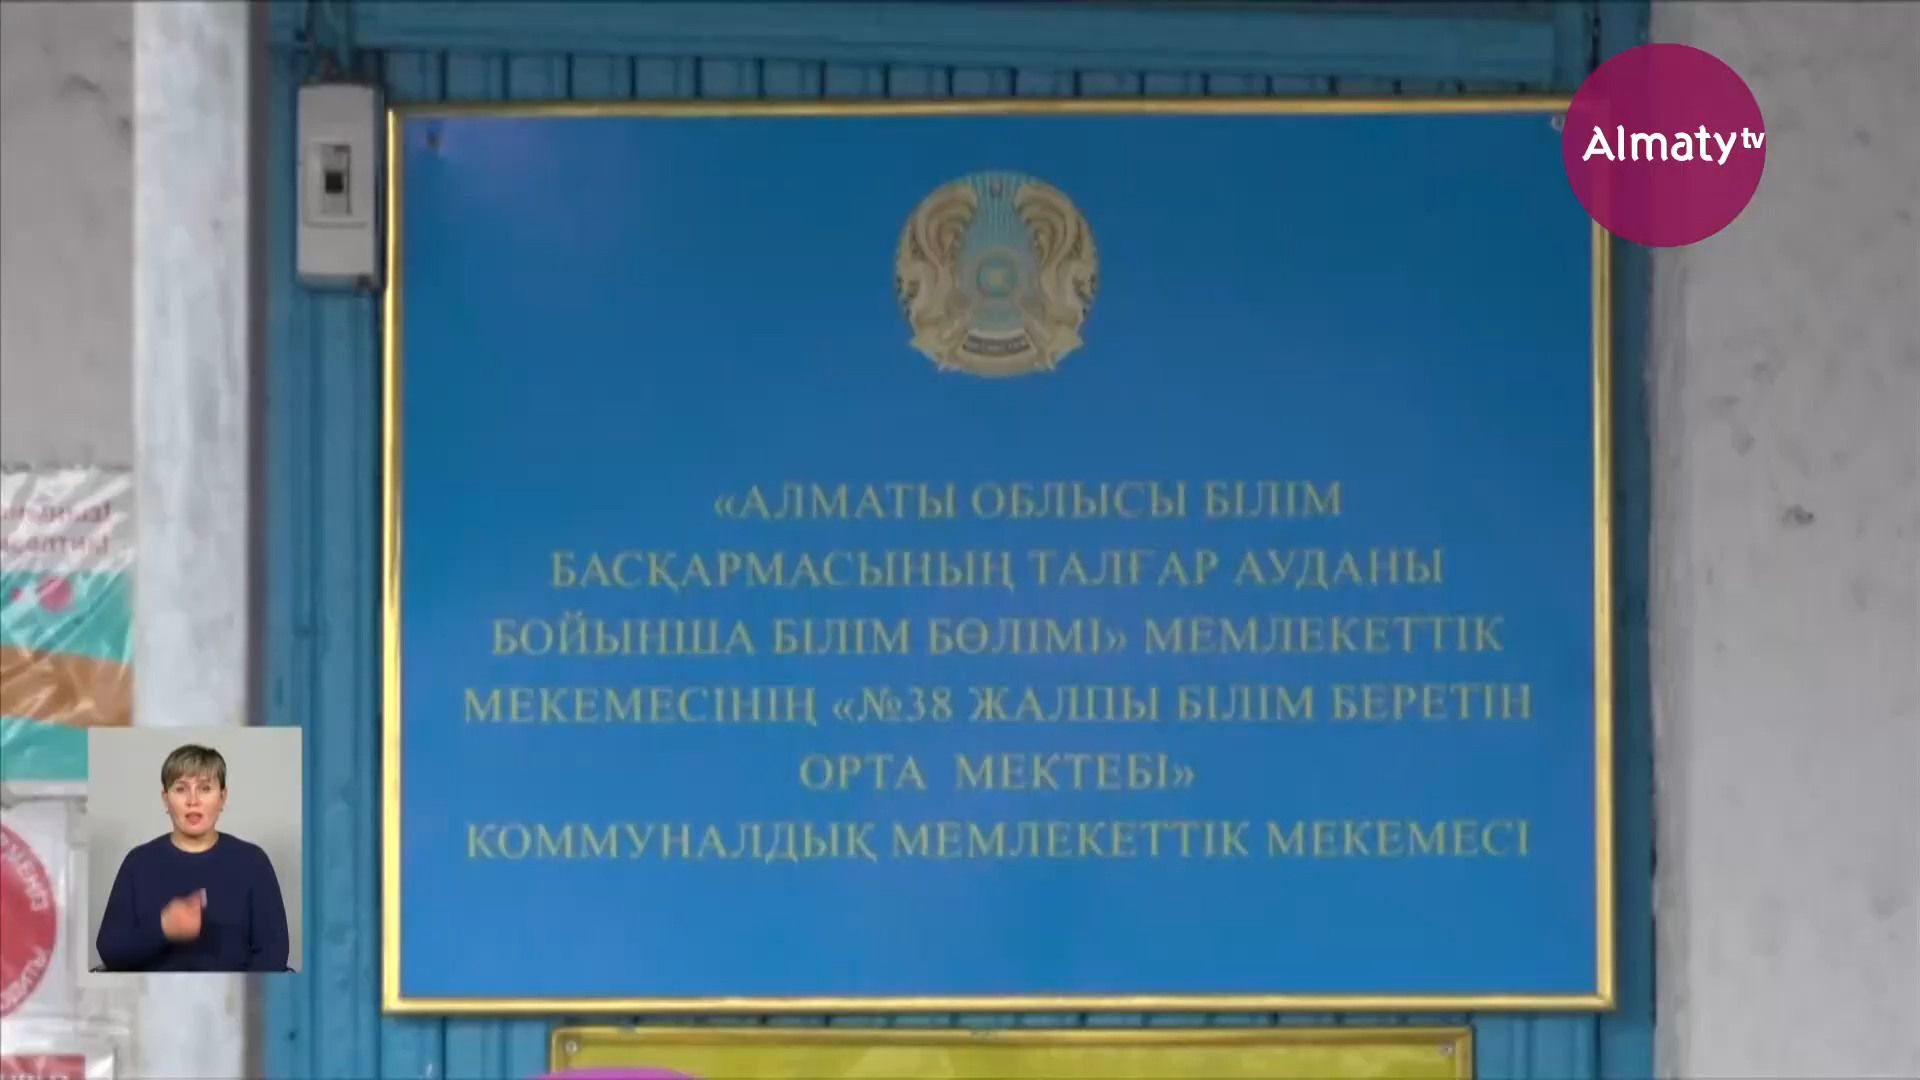 Almaty tv
«АЛМАТЫ ОБЛЫСЫ БІЛІМ
БАСҚАРМАСЫНЫҢ ТАЛҒАР АУДАНЫ
БОЙЫНША БІЛІМ БӨЛІМІ» МЕМЛЕКЕТТІК
МЕКЕМЕСІНІҢ «№38 ЖАЛПЫ БІЛІМ БЕРЕТІН
ОРТА МЕКТЕБІ»
КОММУНАЛДЫҚ МЕМЛЕКЕТТІК МЕКЕМЕСІ